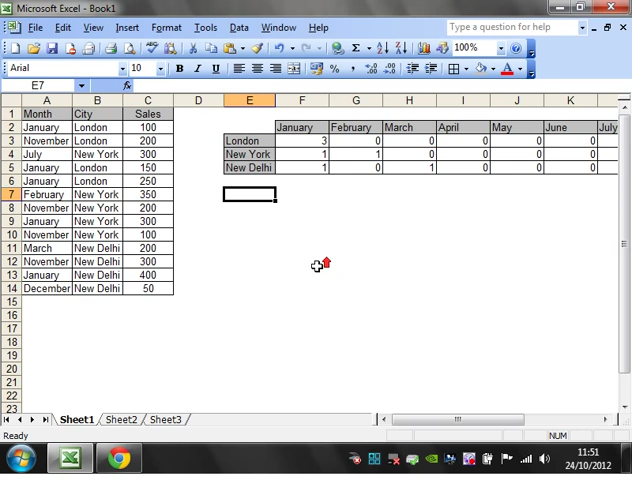 Microsoft Excel - Book1
File Edit View Insert Format Tools Data Window Help Type a question for help
Σ 100%
Arial 10 B I U % , A
E7 fx
A B C D E F G H I J K L
1 Month City Sales
2 January London 100 January February March April May June July
3 November London 200 London 3 0 0 0 0 0
4 July New York 300 New York 1 1 0 0 0 0
5 January London 150 New Delhi 1 0 1 0 0 0
6 January London 250
7 February New York 350
8 November New York 200
9 January New York 300
10 November New York 100
11 March New Delhi 200
12 November New Delhi 300
13 January New Delhi 400
14 December New Delhi 50
15
16
17
18
19
20
21
22
23
Sheet1 Sheet2 Sheet3
Ready NUM
11:51
24/10/2012